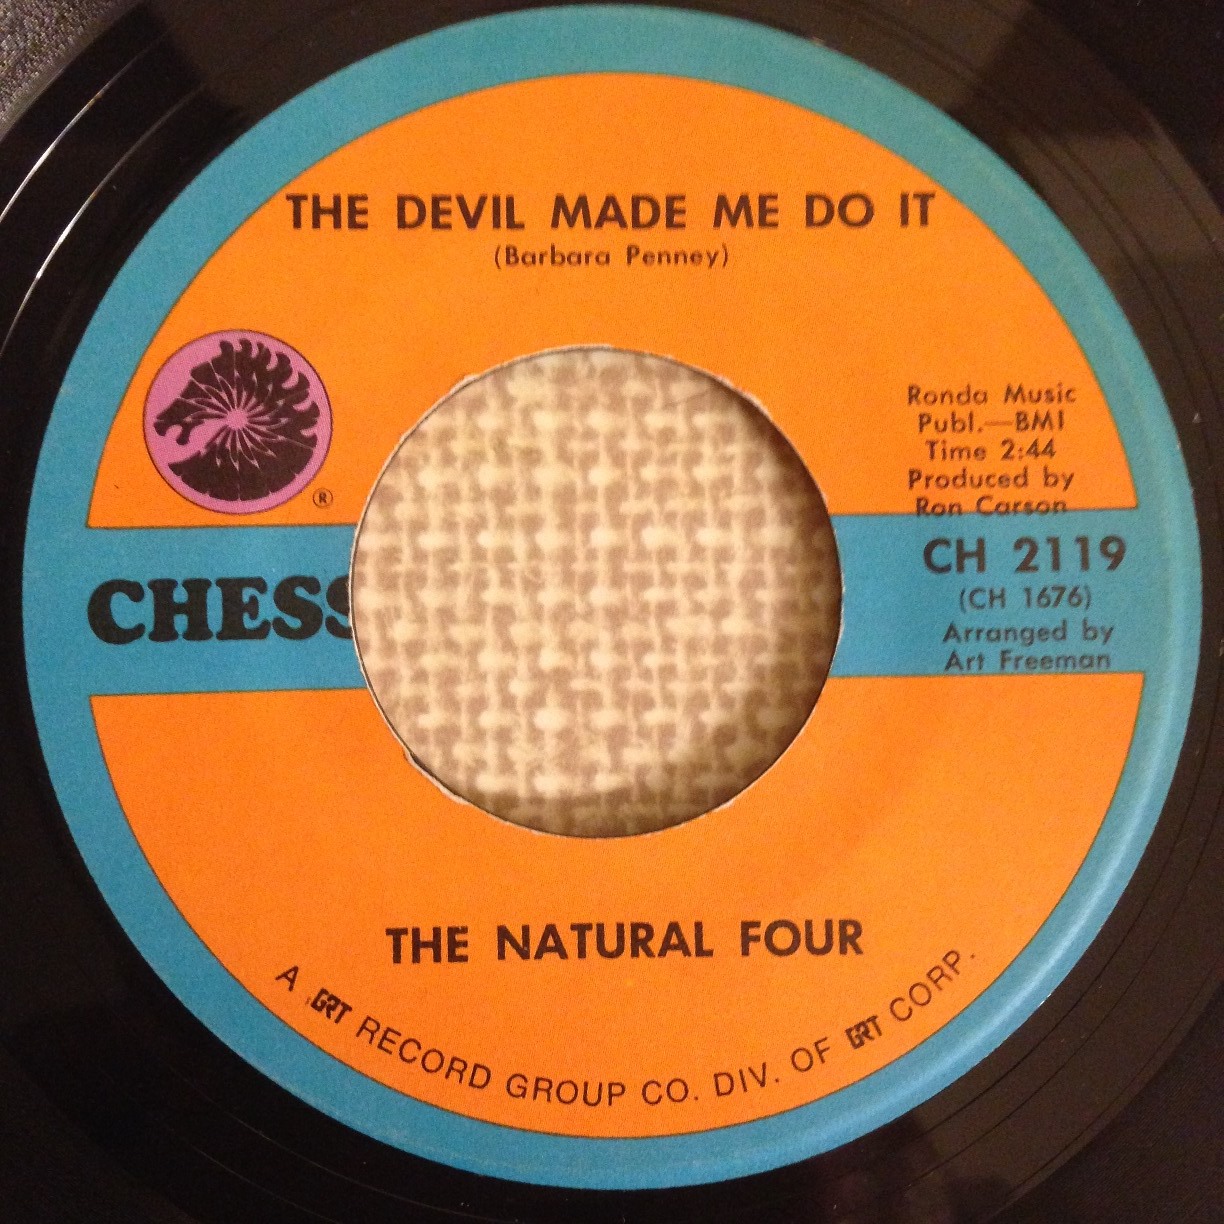 THE DEVIL MADE ME DO IT
(Barbara Penney)
®
Ronda Music
Publ.—BMI
Time 2:44
Produced by
Ron Carson
CHESS
CH 2119
(CH 1676)
Arranged by
Art Freeman
THE NATURAL FOUR
A GRT RECORD GROUP CO. DIV. OF GRT CORP.